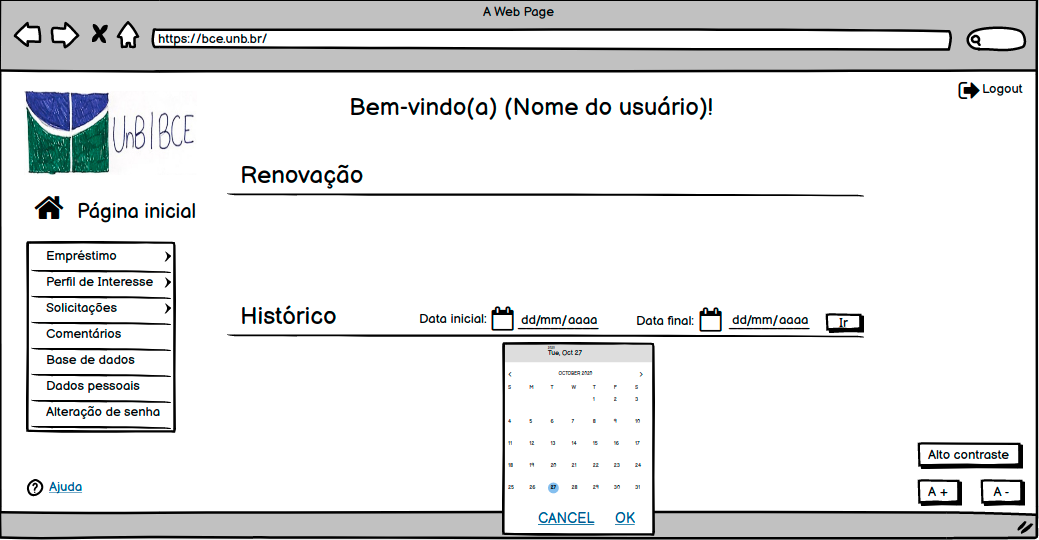 A Web Page
https://bce.unb.br/
Logout
UnB|BCE
Bem-vindo(a) (Nome do usuário)!
Renovação
Página inicial
Empréstimo
Perfil de Interesse
Solicitações
Comentários
Base de dados
Dados pessoais
Alteração de senha
Histórico
Data inicial: dd/mm/aaaa
Data final: dd/mm/aaaa
Ir
Tue, Oct 27
OCTOBER 2020
S M T W T F S
1 2 3
4 5 6 7 8 9 10
11 12 13 14 15 16 17
18 19 20 21 22 23 24
25 26 27 28 29 30 31
CANCEL OK
Alto contraste
A + A -
Ajuda